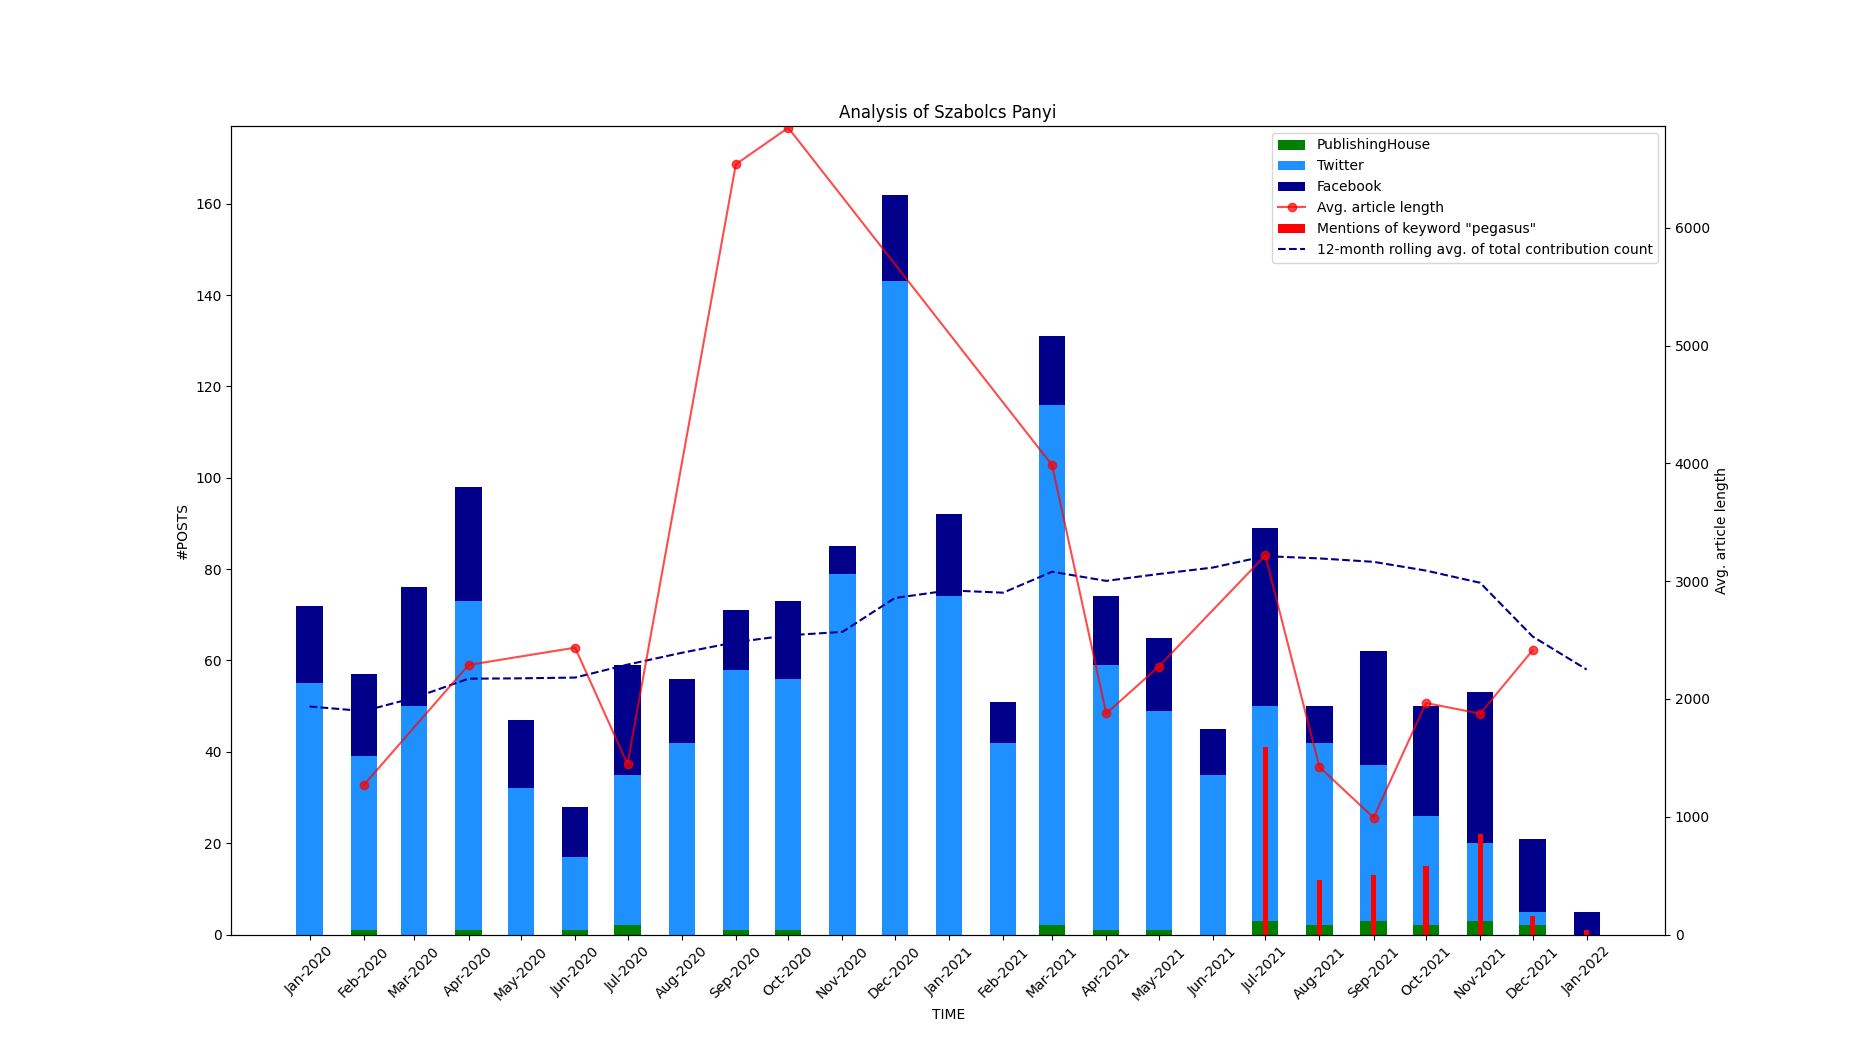 Analysis of Szabolcs Panyi
PublishingHouse
Twitter
Facebook
Avg. article length
Mentions of keyword "pegasus"
12-month rolling avg. of total contribution count
#POSTS
160
140
120
100
80
60
40
20
0
6000
5000
4000
3000
2000
1000
0
Avg. article length
Jan-2020
Feb-2020
Mar-2020
Apr-2020
May-2020
Jun-2020
Jul-2020
Aug-2020
Sep-2020
Oct-2020
Nov-2020
Dec-2020
Jan-2021
Feb-2021
Mar-2021
Apr-2021
May-2021
Jun-2021
Jul-2021
Aug-2021
Sep-2021
Oct-2021
Nov-2021
Dec-2021
Jan-2022
TIME